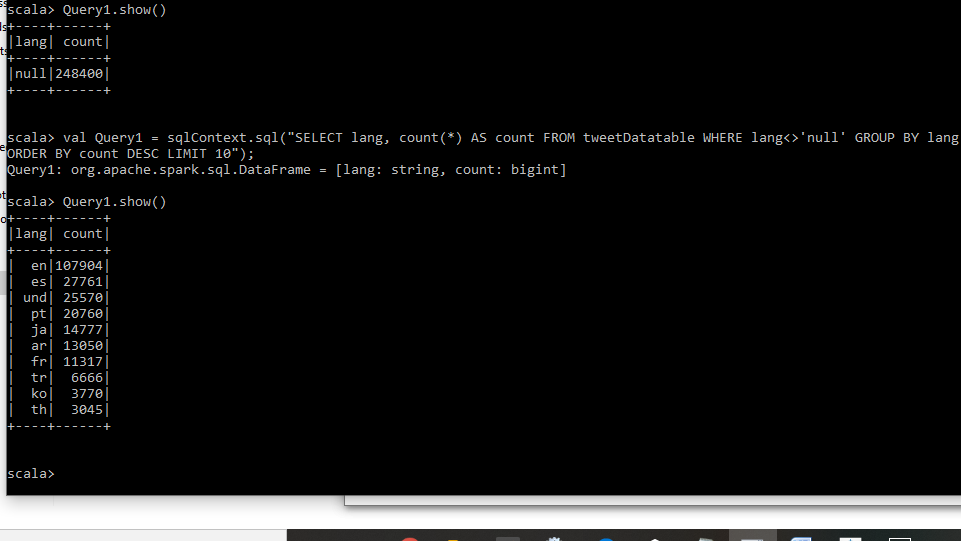 scala> Query1.show()
+----+------+
|lang| count|
+----+------+
|null|248400|
+----+------+
scala> val Query1 = sqlContext.sql("SELECT lang, count(*) AS count FROM tweetDatatable WHERE lang<>'null' GROUP BY lang
ORDER BY count DESC LIMIT 10");
Query1: org.apache.spark.sql.DataFrame = [lang: string, count: bigint]
scala> Query1.show()
+----+------+
|lang| count|
+----+------+
|  en|107904|
|  es| 27761|
| und| 25570|
|  pt| 20760|
|  ja| 14777|
|  ar| 13050|
|  fr| 11317|
|  tr|  6666|
|  ko|  3770|
|  th|  3045|
+----+------+
scala>